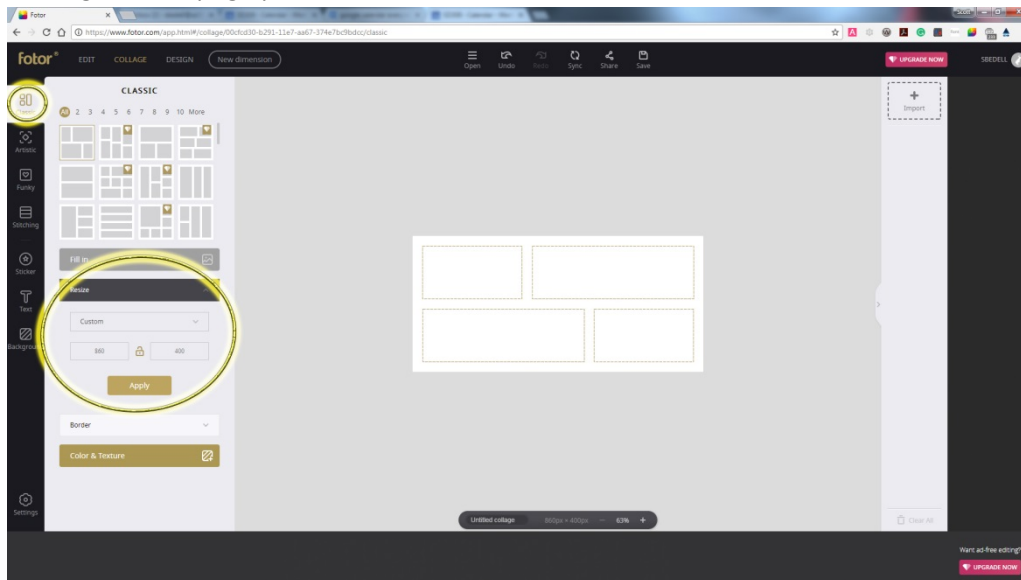 Fotor
https://www.fotor.com/app.html#/collage/00cfcd30-b291-11e7-aa67-374e7bc9bdcc/classic
fotor
EDIT COLLAGE DESIGN New dimension
Open Undo Redo Sync Share Save
UPGRADE NOW
SBEDELL
CLASSIC
All 2 3 4 5 6 7 8 9 10 More
Import
Artistic
Funky
Stitching
Sticker
Text
Background
Fill in
Resize
Custom
860 400
Apply
Border
Color & Texture
Settings
Untitled collage 860px × 400px − 63% +
Clear All
Want ad-free editing?
UPGRADE NOW